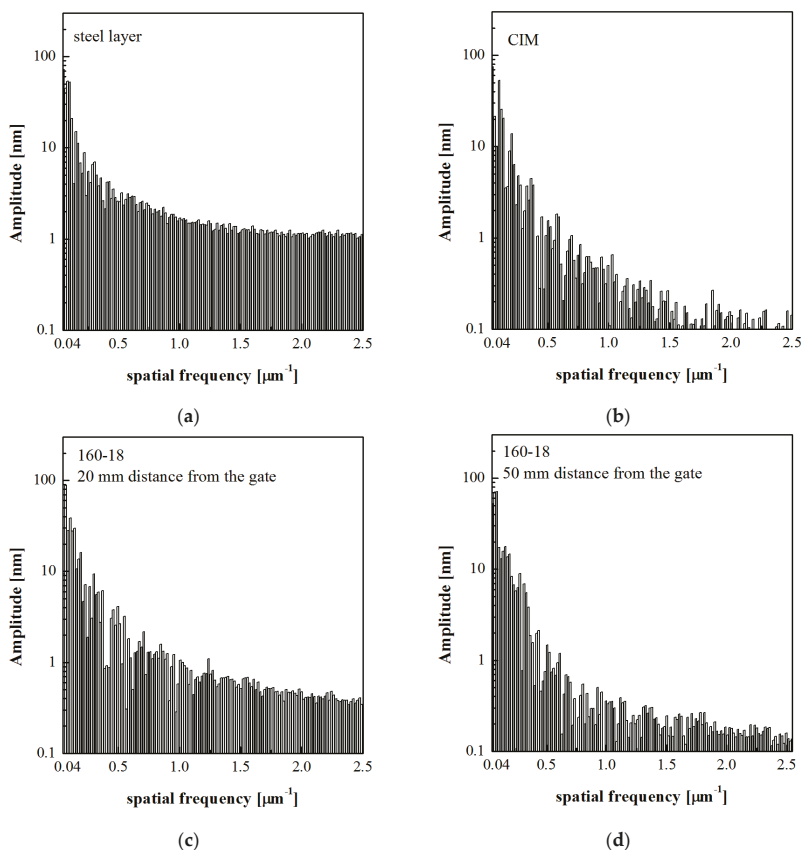 steel layer
100
10
1
0.1
Amplitude [nm]
0.04 0.5 1.0 1.5 2.0 2.5
spatial frequency [μm⁻¹]
(a)
CIM
100
10
1
0.1
Amplitude [nm]
0.04 0.5 1.0 1.5 2.0 2.5
spatial frequency [μm⁻¹]
(b)
160-18
20 mm distance from the gate
100
10
1
0.1
Amplitude [nm]
0.04 0.5 1.0 1.5 2.0 2.5
spatial frequency [μm⁻¹]
(c)
160-18
50 mm distance from the gate
100
10
1
0.1
Amplitude [nm]
0.04 0.5 1.0 1.5 2.0 2.5
spatial frequency [μm⁻¹]
(d)